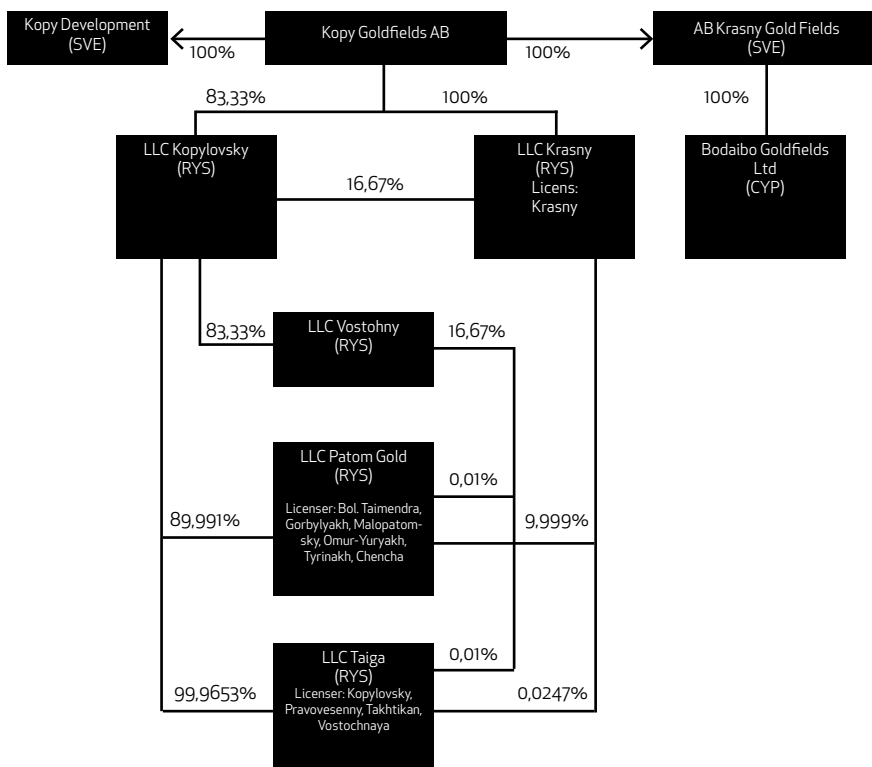 Kopy Development
(SVE)
Kopy Goldfields AB
AB Krasny Gold Fields
(SVE)
100%
100%
83,33%
100%
100%
LLC Kopylovsky
(RYS)
16,67%
LLC Krasny
(RYS)
Licens:
Krasny
Bodaibo Goldfields
Ltd
(CYP)
83,33%
LLC Vostohny
(RYS)
16,67%
LLC Patom Gold
(RYS)
Licenser: Bol. Taimendra,
Gorbylyakh, Malopatom-
sky, Omur-Yuryakh,
Tyrinakh, Chencha
0,01%
89,991%
9,999%
LLC Taiga
(RYS)
Licenser: Kopylovsky,
Pravovesenny, Takhtikan,
Vostochnaya
0,01%
99,9653%
0,0247%